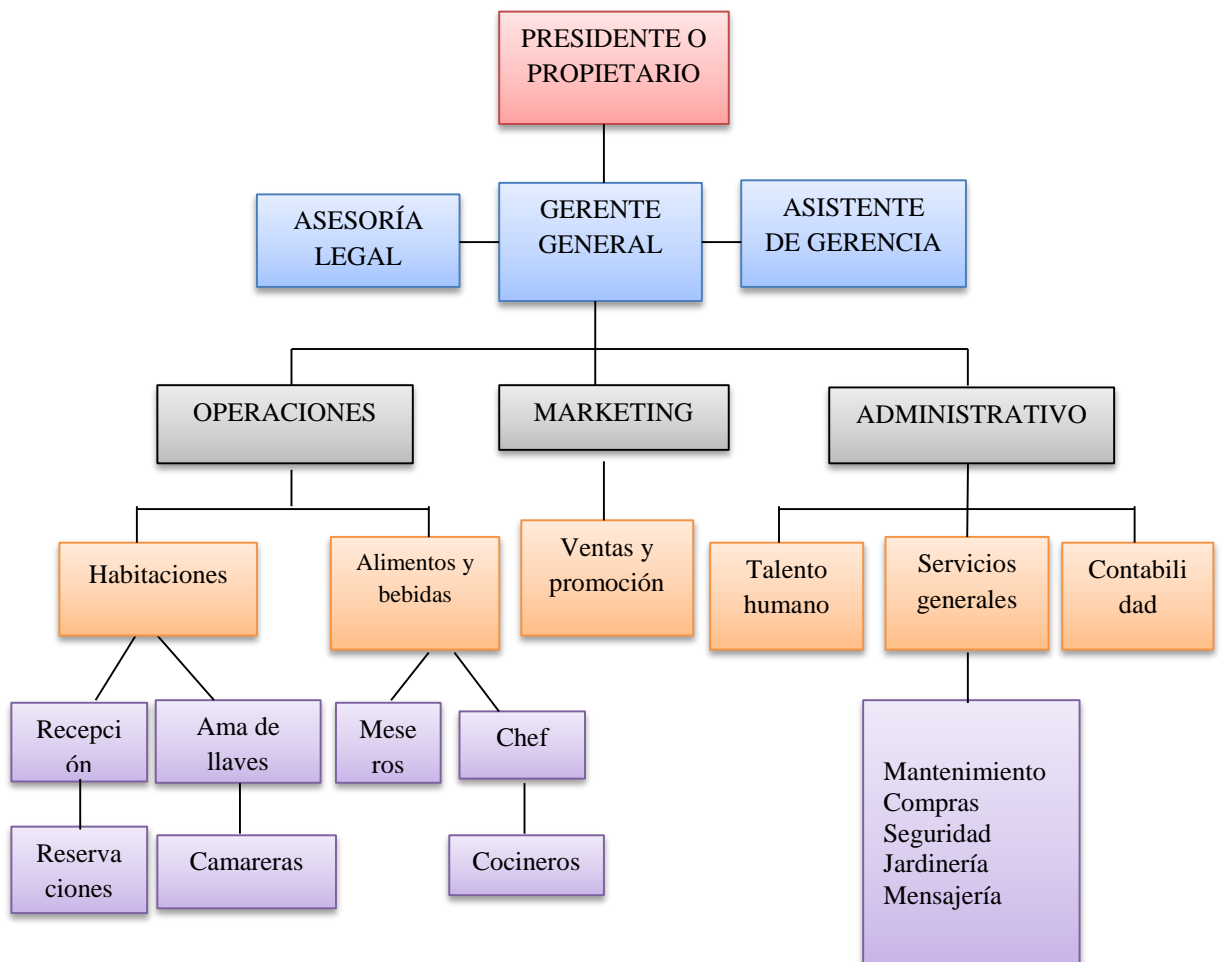 PRESIDENTE O
PROPIETARIO
ASESORÍA
LEGAL
GERENTE
GENERAL
ASISTENTE
DE GERENCIA
OPERACIONES
MARKETING
ADMINISTRATIVO
Habitaciones
Alimentos y
bebidas
Ventas y
promoción
Talento
humano
Servicios
generales
Contabili
dad
Recepci
ón
Ama de
llaves
Mese
ros
Chef
Reserva
ciones
Camareras
Cocineros
Mantenimiento
Compras
Seguridad
Jardinería
Mensajería